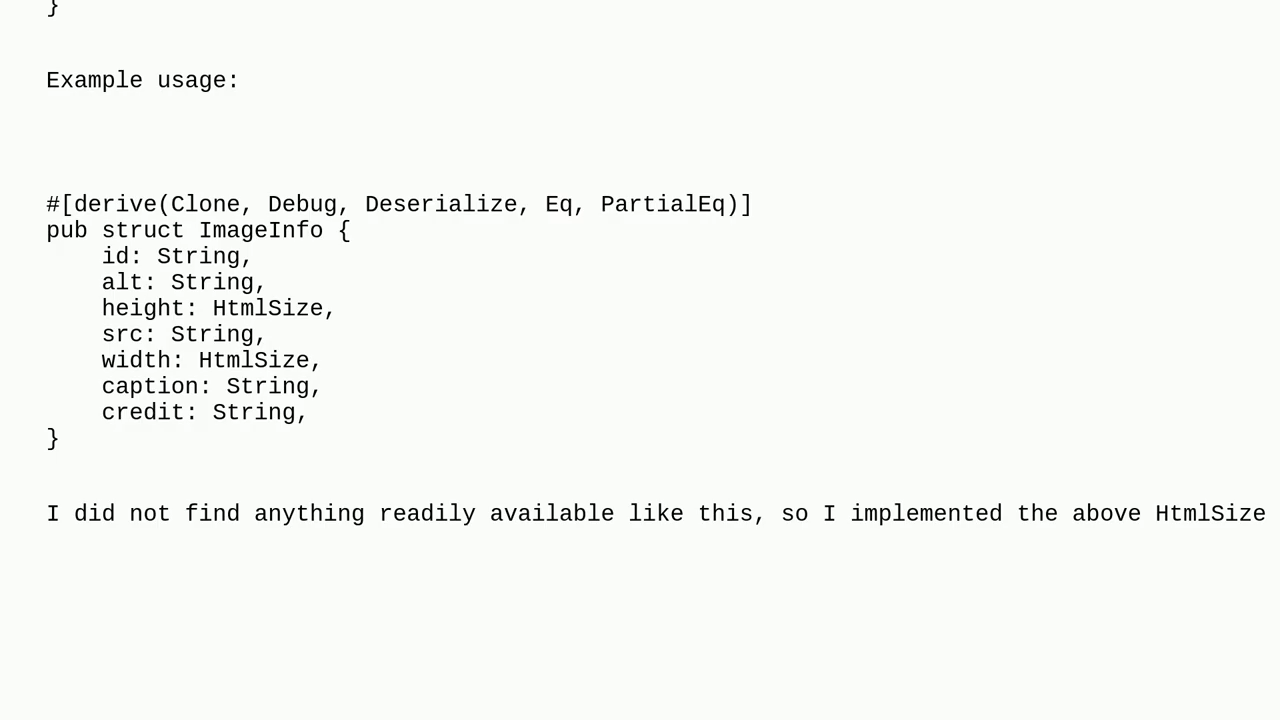 }
Example usage:
#[derive(Clone, Debug, Deserialize, Eq, PartialEq)]
pub struct ImageInfo {
    id: String,
    alt: String,
    height: HtmlSize,
    src: String,
    width: HtmlSize,
    caption: String,
    credit: String,
}
I did not find anything readily available like this, so I implemented the above HtmlSize